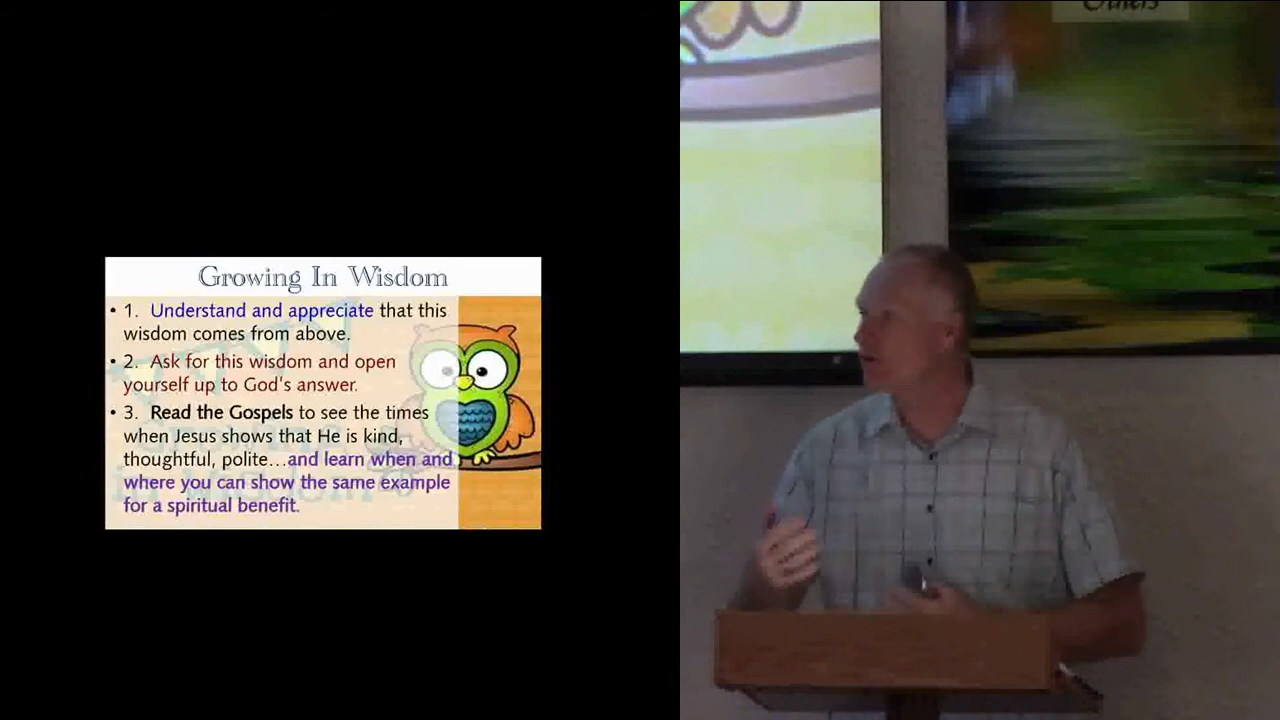 Others
Growing In Wisdom
• 1. Understand and appreciate that this
wisdom comes from above.
• 2. Ask for this wisdom and open
yourself up to God's answer.
• 3. Read the Gospels to see the times
when Jesus shows that He is kind,
thoughtful, polite…and learn when and
where you can show the same example
for a spiritual benefit.